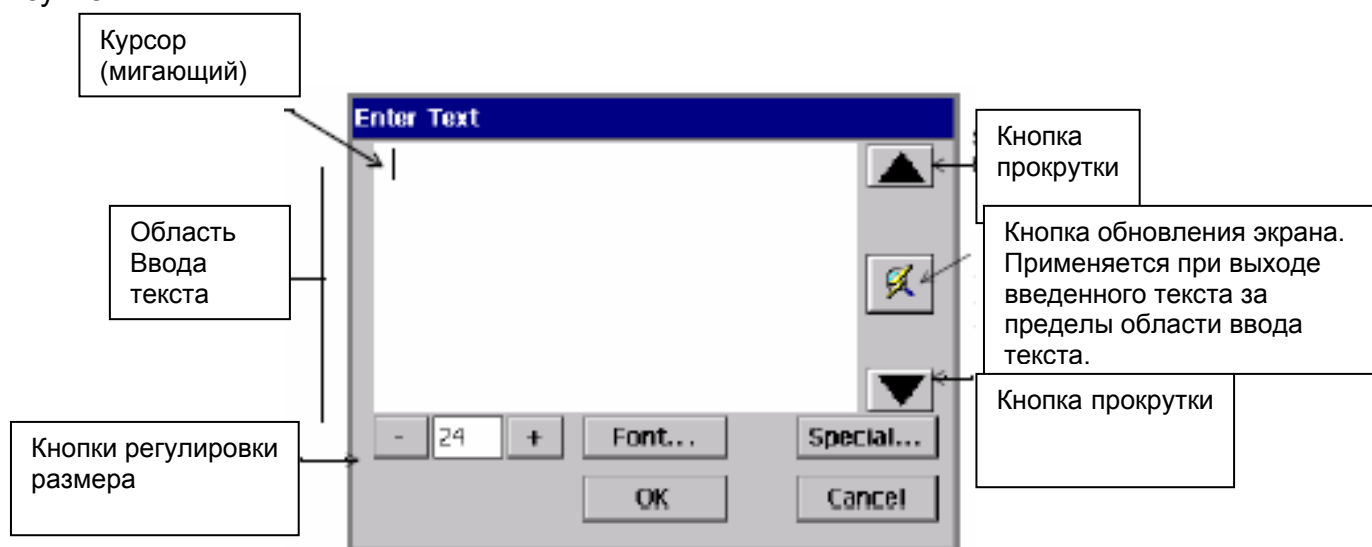 Курсор
(мигающий)
Enter Text
Кнопка
прокрутки
Область
Ввода
текста
Кнопка обновления экрана.
Применяется при выходе
введенного текста за
пределы области ввода
текста.
Кнопка прокрутки
Кнопки регулировки
размера
- 24 + Font... Special...
OK Cancel